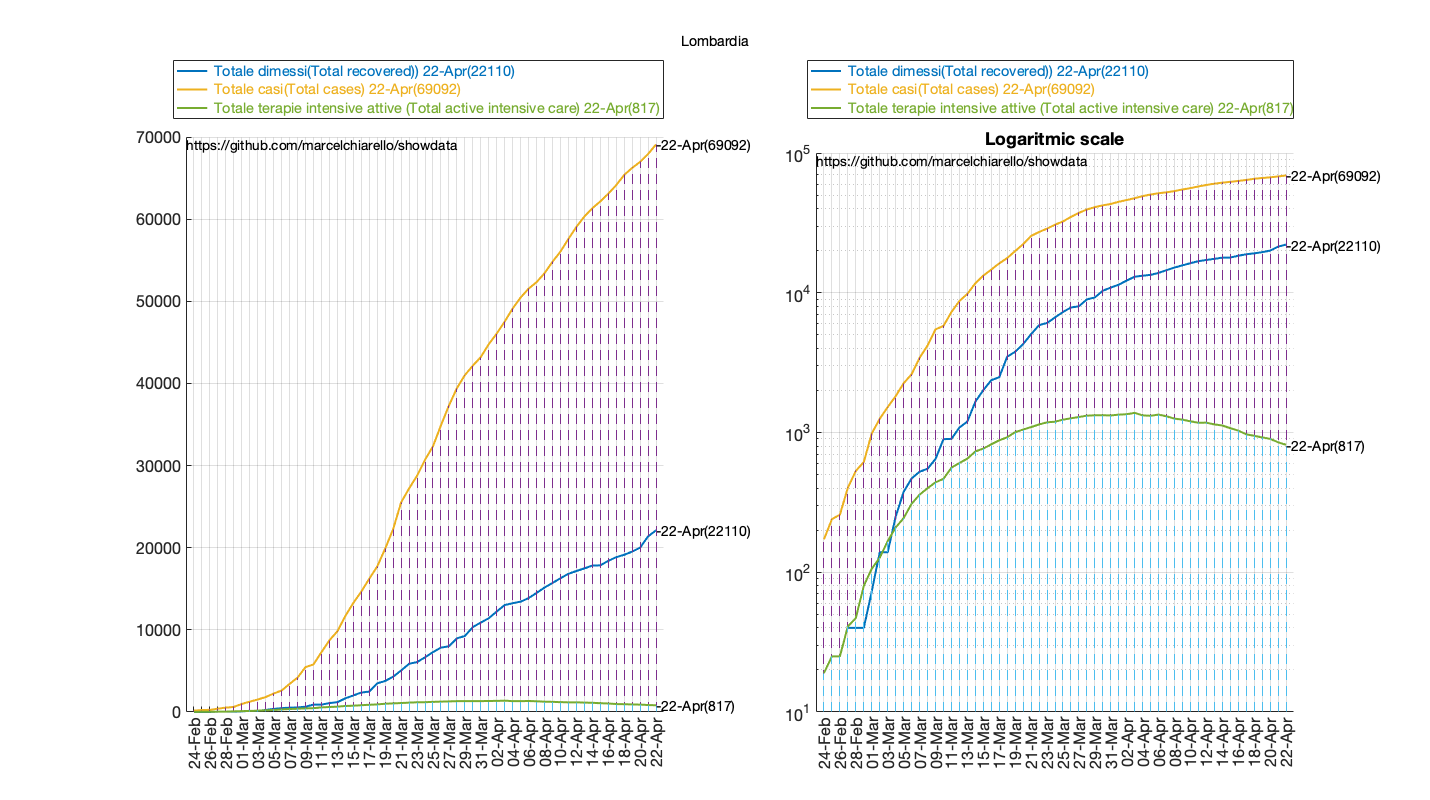 Lombardia
Totale dimessi(Total recovered)) 22-Apr(22110)
Totale casi(Total cases) 22-Apr(69092)
Totale terapie intensive attive (Total active intensive care) 22-Apr(817)
70000
60000
50000
40000
30000
20000
10000
0
https://github.com/marcelchiarello/showdata
22-Apr(69092)
22-Apr(22110)
22-Apr(817)
24-Feb
26-Feb
28-Feb
01-Mar
03-Mar
05-Mar
07-Mar
09-Mar
11-Mar
13-Mar
15-Mar
17-Mar
19-Mar
21-Mar
23-Mar
25-Mar
27-Mar
29-Mar
31-Mar
02-Apr
04-Apr
06-Apr
08-Apr
10-Apr
12-Apr
14-Apr
16-Apr
18-Apr
20-Apr
22-Apr
Totale dimessi(Total recovered)) 22-Apr(22110)
Totale casi(Total cases) 22-Apr(69092)
Totale terapie intensive attive (Total active intensive care) 22-Apr(817)
Logaritmic scale
10^5
10^4
10^3
10^2
10^1
https://github.com/marcelchiarello/showdata
22-Apr(69092)
22-Apr(22110)
22-Apr(817)
24-Feb
26-Feb
28-Feb
01-Mar
03-Mar
05-Mar
07-Mar
09-Mar
11-Mar
13-Mar
15-Mar
17-Mar
19-Mar
21-Mar
23-Mar
25-Mar
27-Mar
29-Mar
31-Mar
02-Apr
04-Apr
06-Apr
08-Apr
10-Apr
12-Apr
14-Apr
16-Apr
18-Apr
20-Apr
22-Apr